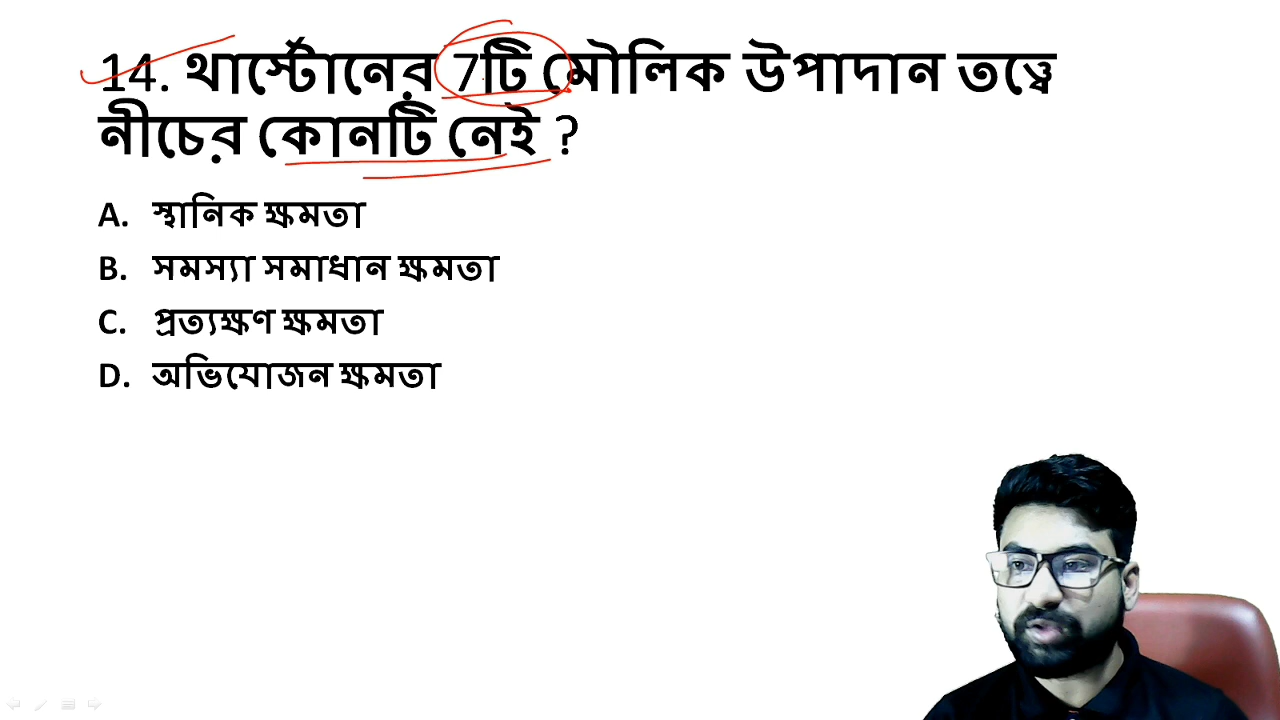 14. থার্স্টোনের 7টি মৌলিক উপাদান তত্ত্বে
নীচের কোনটি নেই ?
A. স্থানিক ক্ষমতা
B. সমস্যা সমাধান ক্ষমতা
C. প্রত্যক্ষণ ক্ষমতা
D. অভিযোজন ক্ষমতা